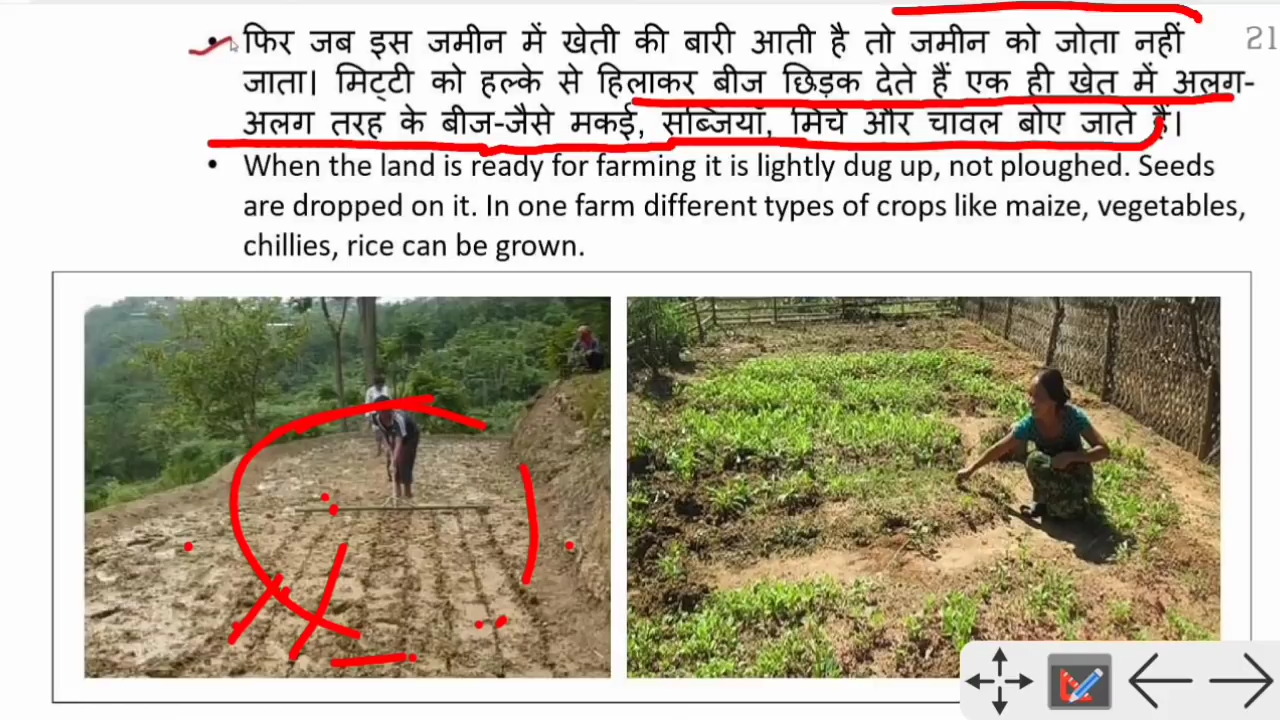 फिर जब इस जमीन में खेती की बारी आती है तो जमीन को जोता नहीं
21
जाता। मिट्टी को हल्के से हिलाकर बीज छिड़क देते हैं एक ही खेत में अलग-
अलग तरह के बीज-जैसे मकई, सब्जियाँ, मिर्च और चावल बोए जाते हैं।
When the land is ready for farming it is lightly dug up, not ploughed. Seeds
are dropped on it. In one farm different types of crops like maize, vegetables,
chillies, rice can be grown.